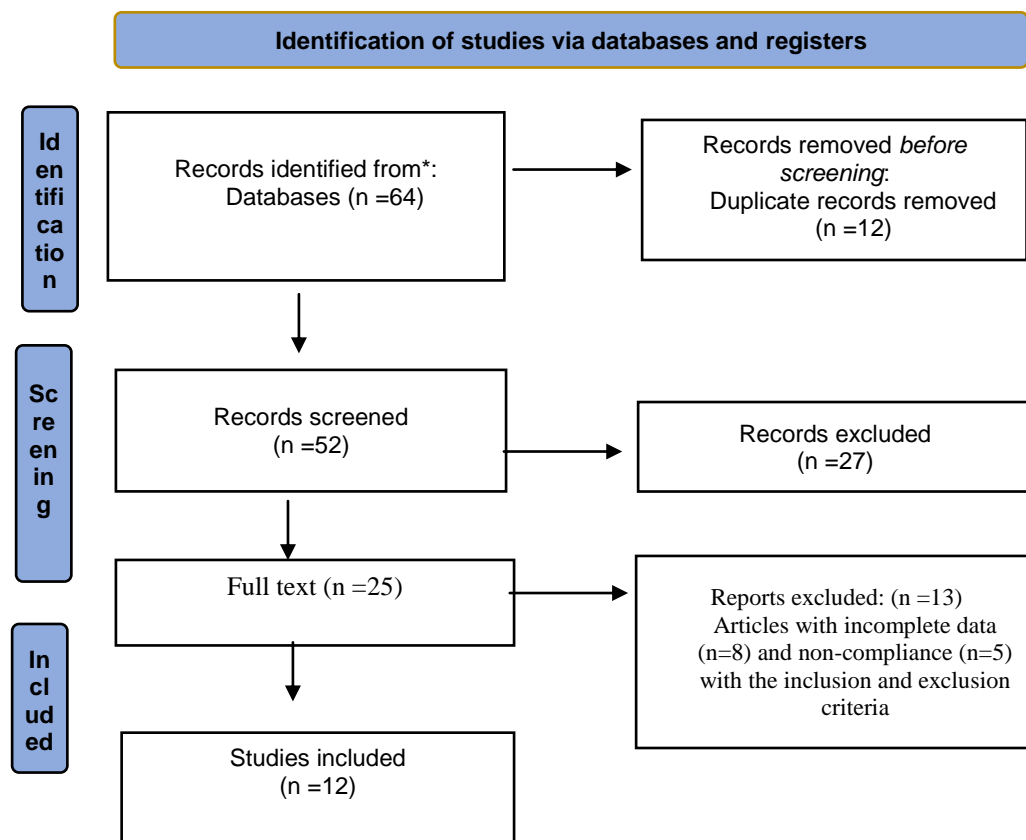 Identification of studies via databases and registers
Id
en
tifi
ca
tio
n
Records identified from*:
Databases (n =64)
Records removed before
screening:
Duplicate records removed
(n =12)
Sc
re
en
in
g
Records screened
(n =52)
Records excluded
(n =27)
Full text (n =25)
Reports excluded: (n =13)
Articles with incomplete data
(n=8) and non-compliance (n=5)
with the inclusion and exclusion
criteria
In
cl
ud
ed
Studies included
(n =12)